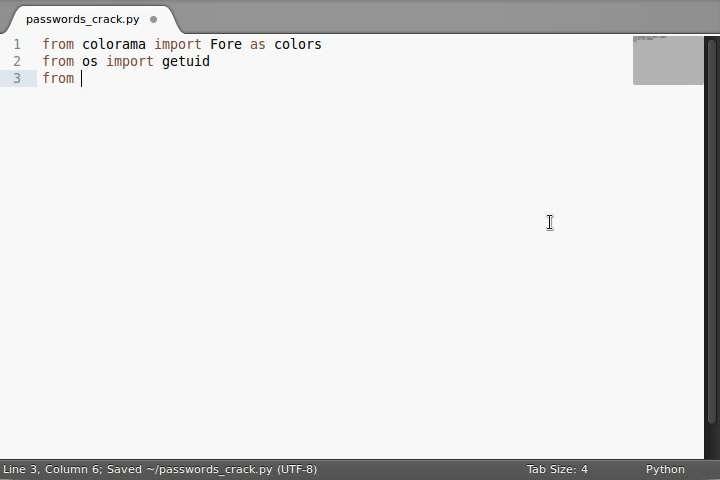 passwords_crack.py
1 from colorama import Fore as colors
2 from os import getuid
3 from
Line 3, Column 6; Saved ~/passwords_crack.py (UTF-8) Tab Size: 4 Python